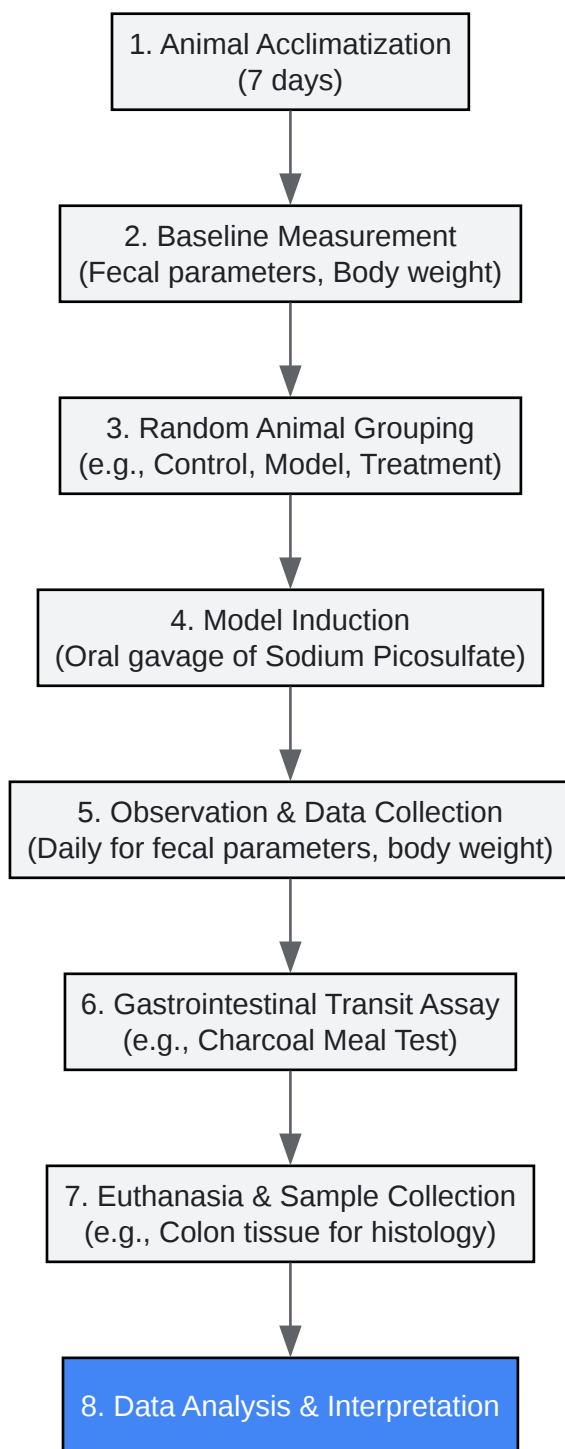 1. Animal Acclimatization
(7 days)
2. Baseline Measurement
(Fecal parameters, Body weight)
3. Random Animal Grouping
(e.g., Control, Model, Treatment)
4. Model Induction
(Oral gavage of Sodium Picosulfate)
5. Observation & Data Collection
(Daily for fecal parameters, body weight)
6. Gastrointestinal Transit Assay
(e.g., Charcoal Meal Test)
7. Euthanasia & Sample Collection
(e.g., Colon tissue for histology)
8. Data Analysis & Interpretation